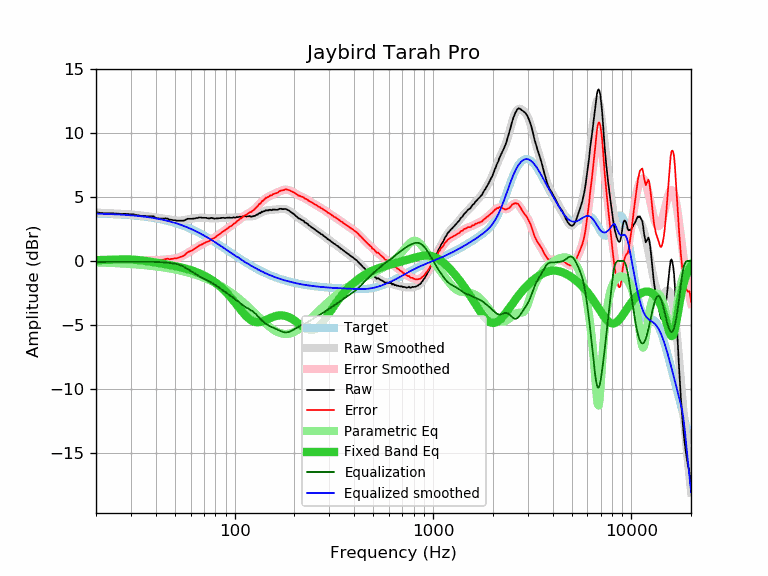 Jaybird Tarah Pro
15
10
5
0
−5
−10
−15
Amplitude (dBr)
Target
Raw Smoothed
Error Smoothed
Raw
Error
Parametric Eq
Fixed Band Eq
Equalization
Equalized smoothed
100
1000
10000
Frequency (Hz)